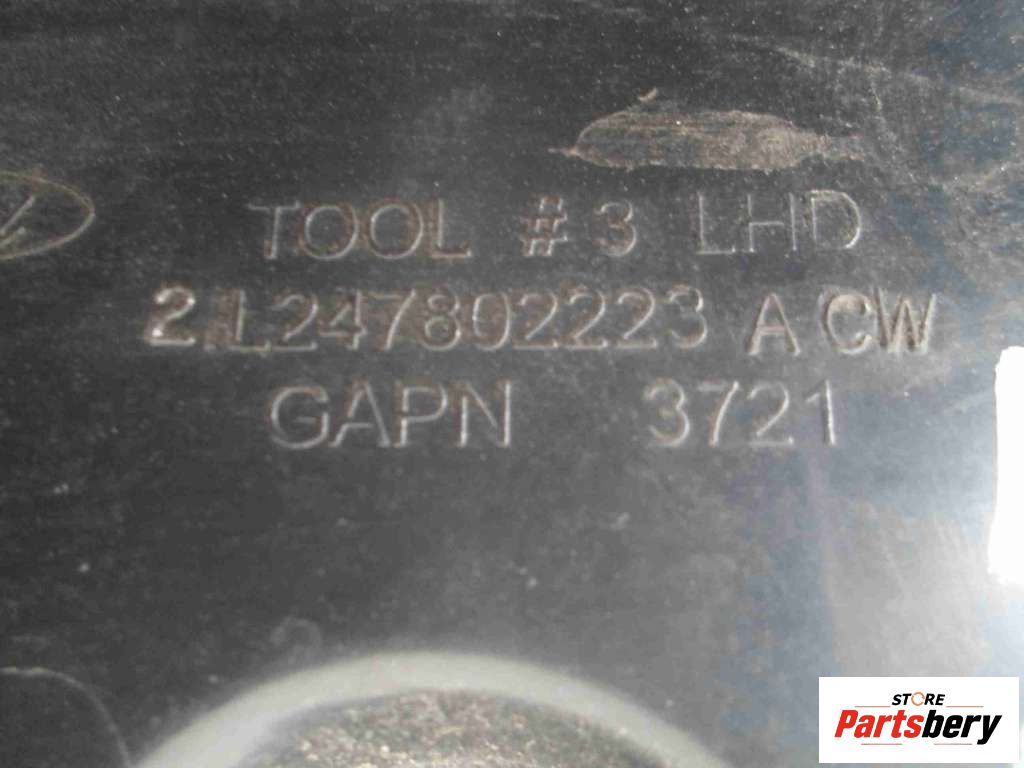 TOOL # 3 LHD
2L247802223 A CW
GAPN 3721
STORE
Partsbery